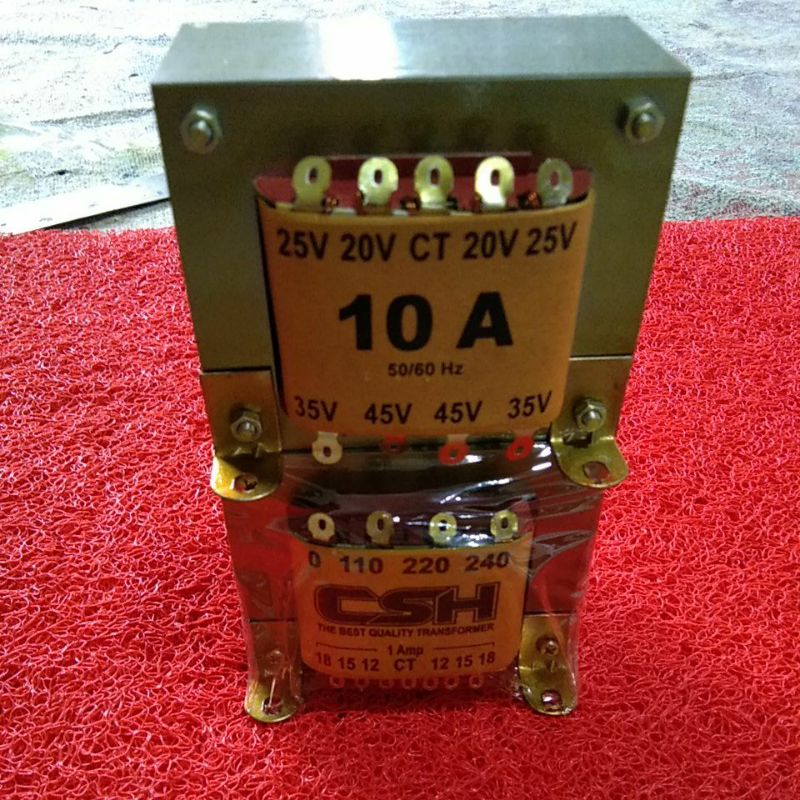 25V 20V CT 20V 25V
10 A
50/60 Hz
35V 45V 45V 35V
0 110 220 240
CSH
THE BEST QUALITY TRANSFORMER
1 Amp
18 15 12 CT 12 15 18